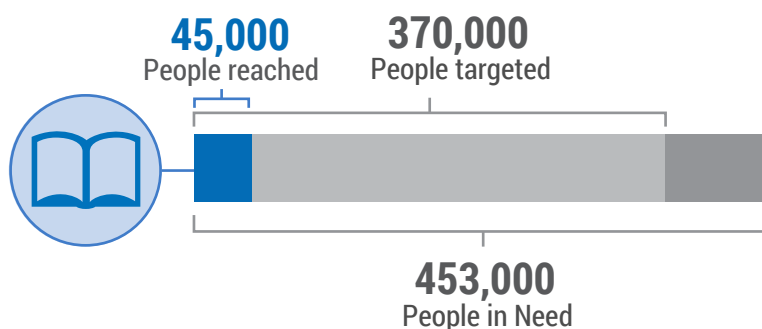 45,000
People reached
370,000
People targeted
453,000
People in Need